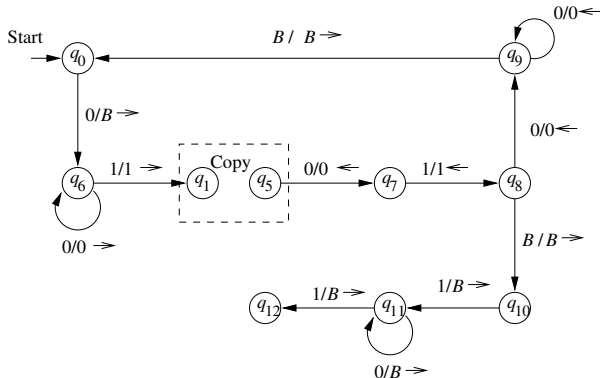 0/0 ←
Start
B / B →
q0
q9
0/B →
0/0 ←
Copy
1/1 →
0/0 ←
1/1 ←
q6
q1
q5
q7
q8
0/0 →
B / B →
1/B →
1/B →
q12
q11
q10
0/B →